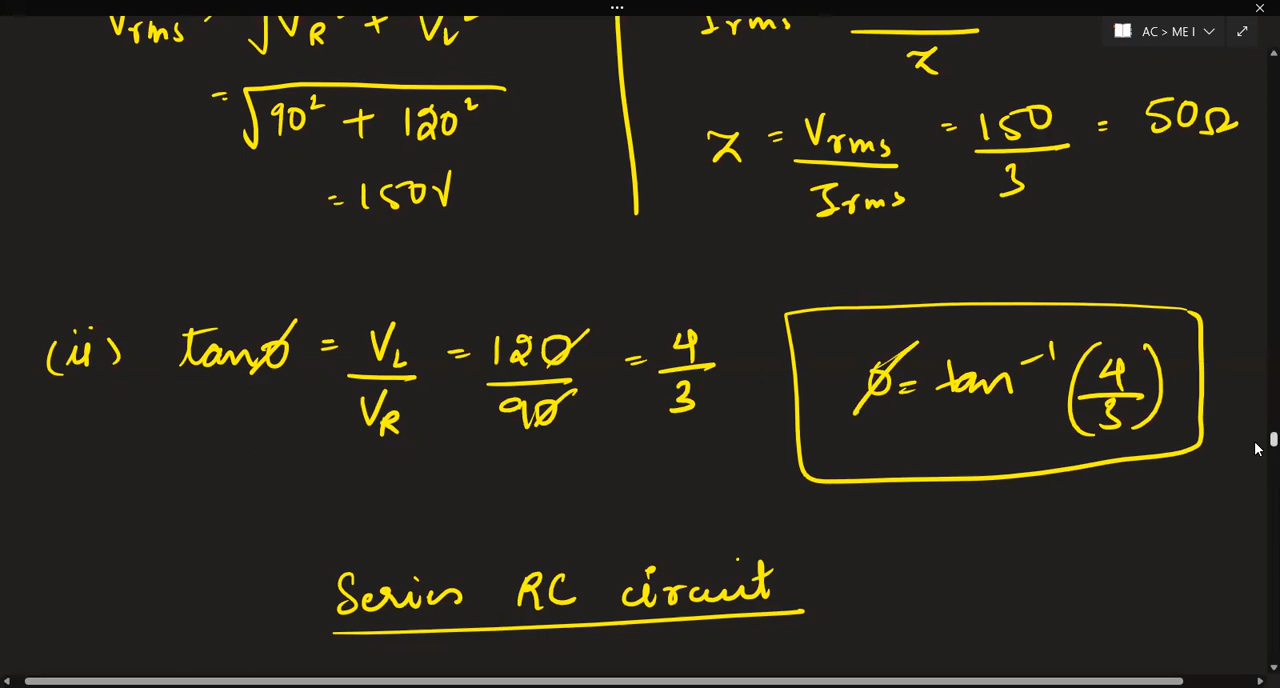 AC > ME I
Vrms = √VR² + VL²
= √90² + 120²
= 150V
Irms
z
z = Vrms/Irms = 150/3 = 50Ω
(ii) tanφ = VL/VR = 120/90 = 4/3
φ = tan⁻¹(4/3)
Series RC circuit